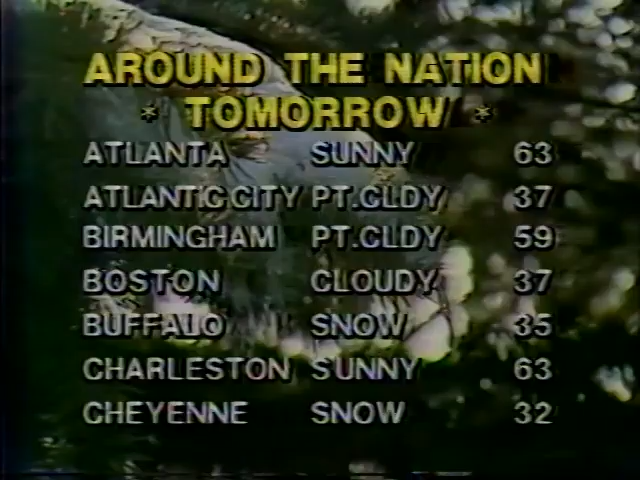 AROUND THE NATION
* TOMORROW *
ATLANTA SUNNY 63
ATLANTIC CITY PT.CLDY 37
BIRMINGHAM PT.CLDY 59
BOSTON CLOUDY 37
BUFFALO SNOW 35
CHARLESTON SUNNY 63
CHEYENNE SNOW 32